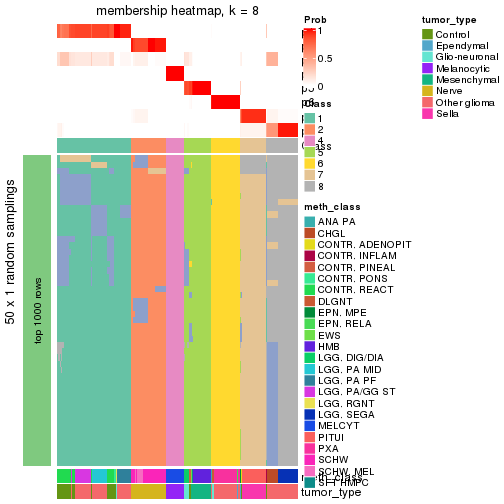 membership heatmap, k = 8
50 x 1 random samplings
top 1000 rows
Prob
1
0.5
0
Class
1
2
4
5
6
7
8
meth_class
ANA PA
CHGL
CONTR. ADENOPIT
CONTR. INFLAM
CONTR. PINEAL
CONTR. PONS
CONTR. REACT
DLGNT
EPN. MPE
EPN. RELA
EWS
HMB
LGG. DIG/DIA
LGG. PA MID
LGG. PA PF
LGG. PA/GG ST
LGG. RGNT
LGG. SEGA
MELCYT
PITUI
PXA
SCHW
SCHW. MEL
SFT HMPC
tumor_type
tumor_type
Control
Ependymal
Glio-neuronal
Melanocytic
Mesenchymal
Nerve
Other glioma
Sella